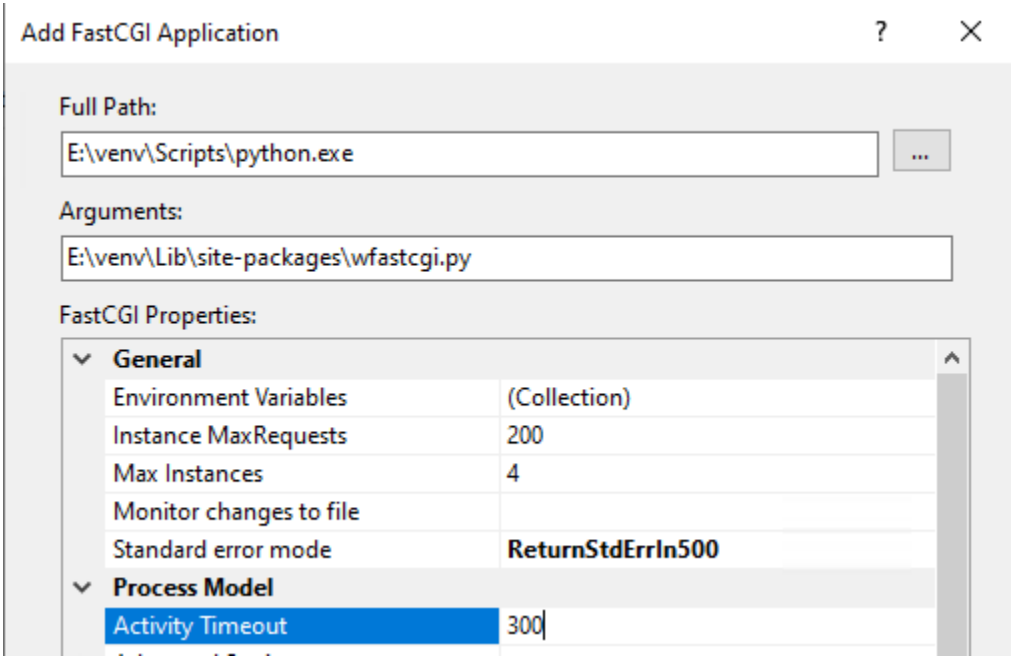 Add FastCGI Application ?
Full Path:
E:\venv\Scripts\python.exe ...
Arguments:
E:\venv\Lib\site-packages\wfastcgi.py
FastCGI Properties:
General
Environment Variables (Collection)
Instance MaxRequests 200
Max Instances 4
Monitor changes to file
Standard error mode ReturnStdErrIn500
Process Model
Activity Timeout 300